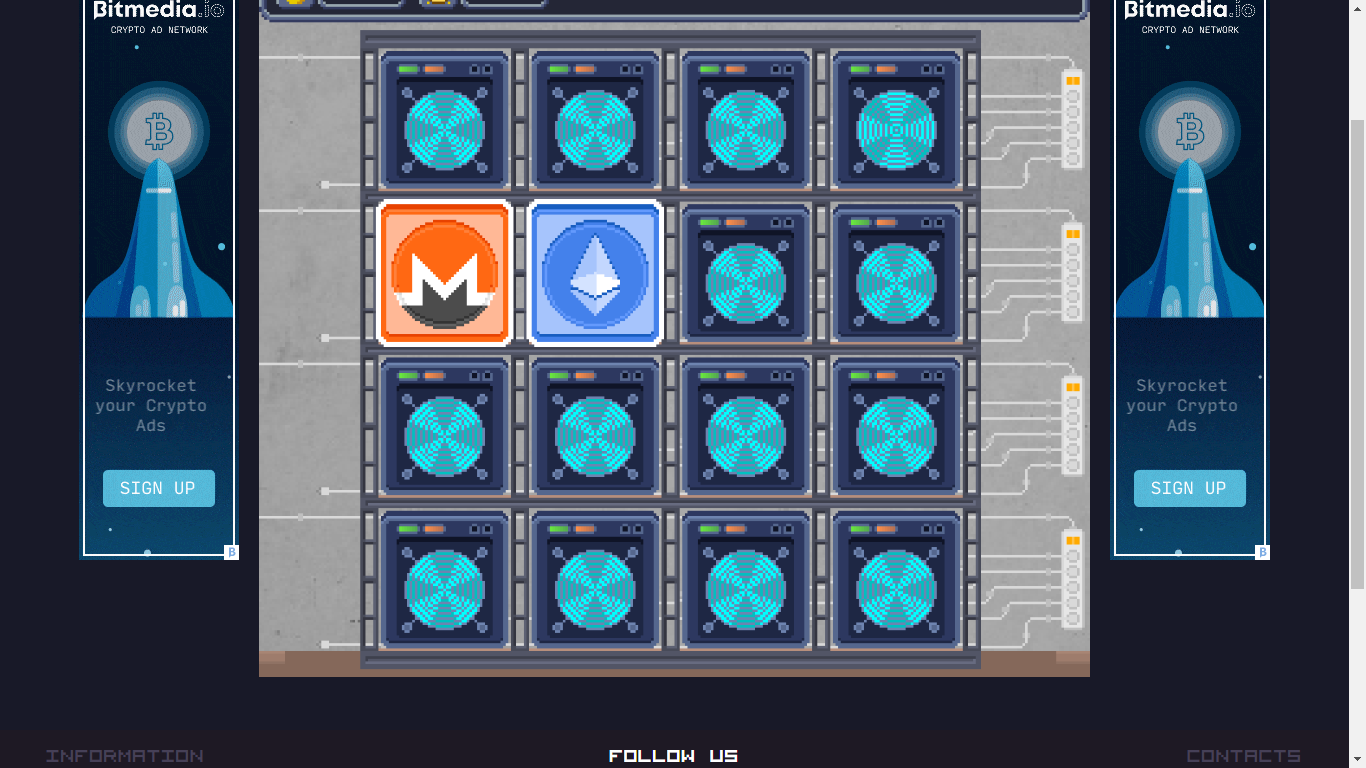 Bitmedia.io
CRYPTO AD NETWORK
Skyrocket
your Crypto
Ads
SIGN UP
Bitmedia.io
CRYPTO AD NETWORK
Skyrocket
your Crypto
Ads
SIGN UP
INFORMATION
FOLLOW US
CONTACTS